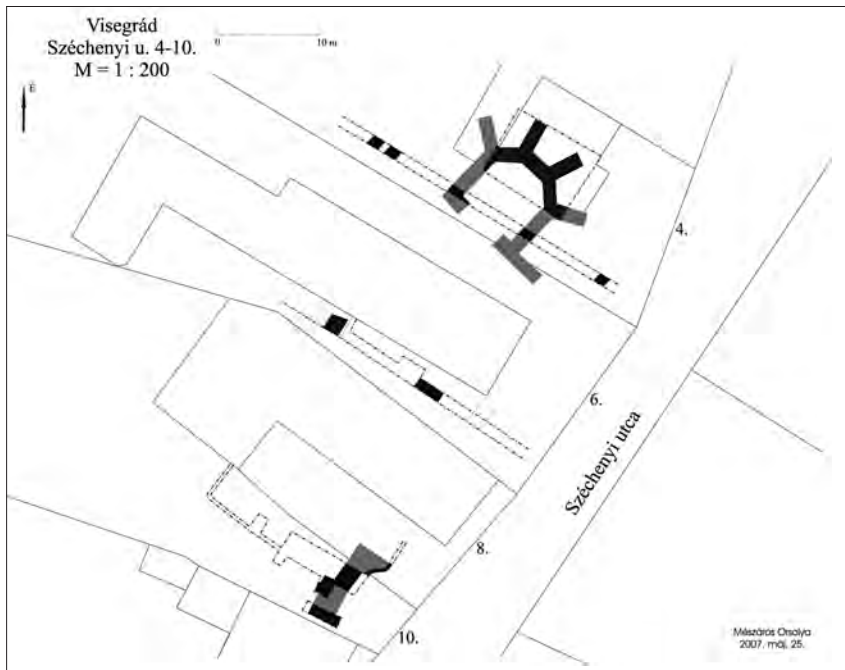 Visegrád
Széchenyi u. 4-10.
M = 1 : 200
0 10 m
É
4.
6.
Széchenyi utca
8.
10.
Mészáros Orsolya
2007. máj. 25.